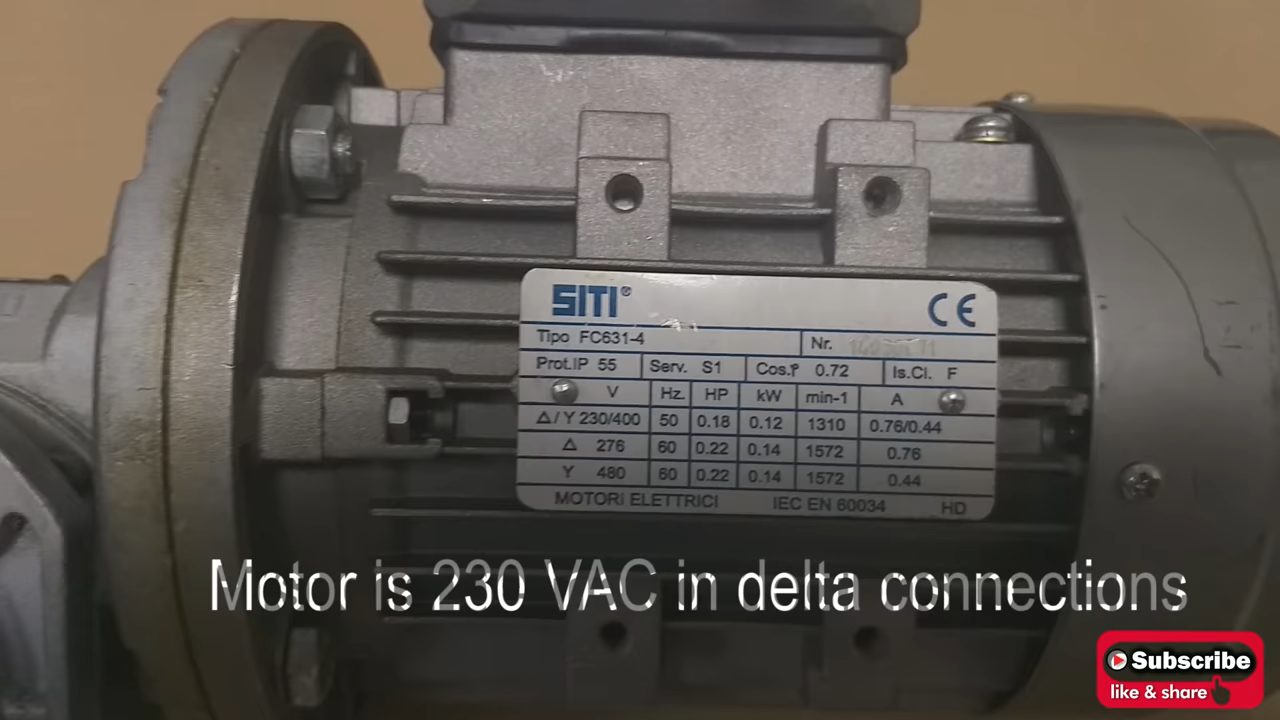 SITI®
CE
Tipo FC631-4
Nr.
Prot.IP 55 Serv. S1 Cos.φ 0.72 Is.Cl. F
V Hz. HP kW min-1 A
Δ/Y 230/400 50 0.18 0.12 1310 0.76/0.44
Δ 276 60 0.22 0.14 1572 0.76
Y 480 60 0.22 0.14 1572 0.44
MOTORI ELETTRICI IEC EN 60034 HD
Motor is 230 VAC in delta connections
Subscribe
like & share